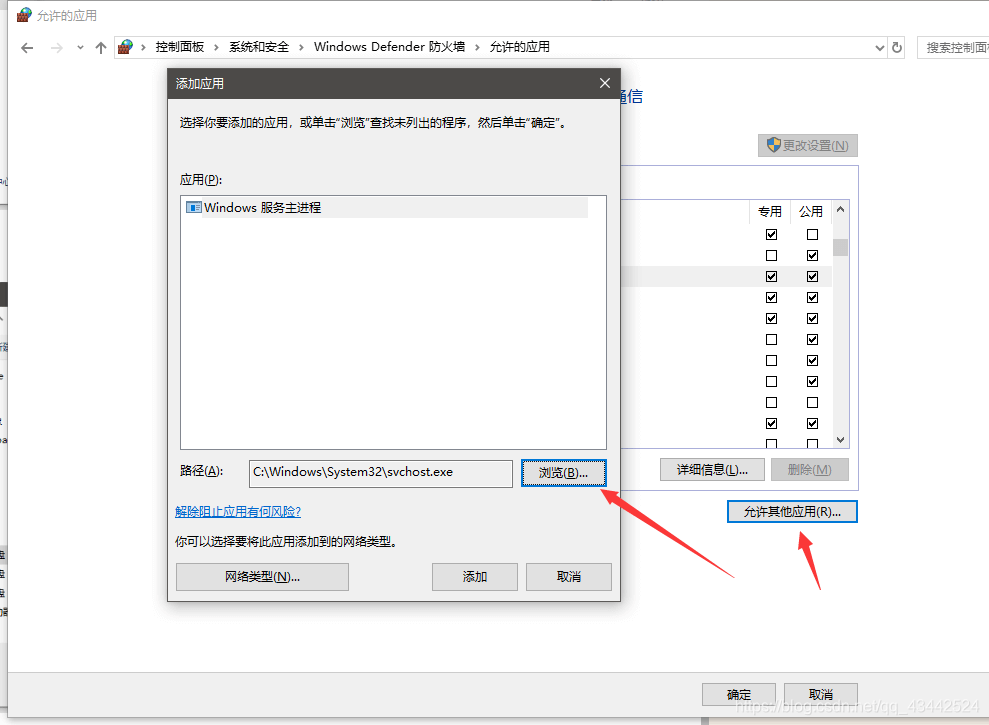 允许的应用
控制面板 › 系统和安全 › Windows Defender 防火墙 › 允许的应用
搜索控制面
添加应用
通信
选择你要添加的应用，或单击“浏览”查找未列出的程序，然后单击“确定”。
更改设置(N)
应用(P):
Windows 服务主进程
专用 公用
路径(A): C:\Windows\System32\svchost.exe 浏览(B)...
详细信息(L)... 删除(M)
解除阻止应用有何风险?
允许其他应用(R)...
你可以选择要将此应用添加到的网络类型。
网络类型(N)... 添加 取消
确定 取消
https://blog.csdn.net/qq_43442524